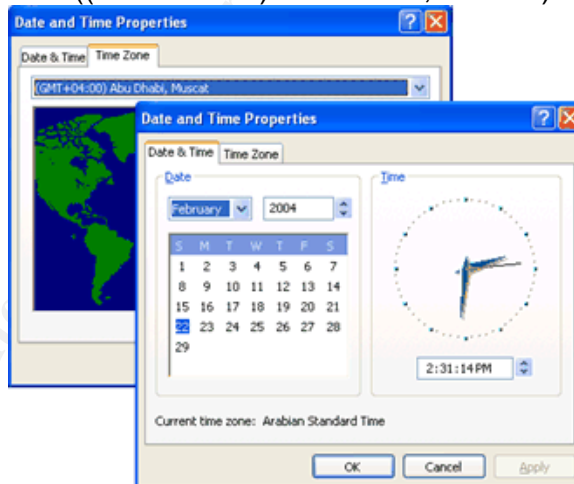 Date and Time Properties
Date & Time Time Zone
(GMT+04:00) Abu Dhabi, Muscat
Date and Time Properties
Date & Time Time Zone
Date
Time
February 2004
S M T W T F S
1 2 3 4 5 6 7
8 9 10 11 12 13 14
15 16 17 18 19 20 21
22 23 24 25 26 27 28
29
2:31:14 PM
Current time zone: Arabian Standard Time
OK Cancel Apply